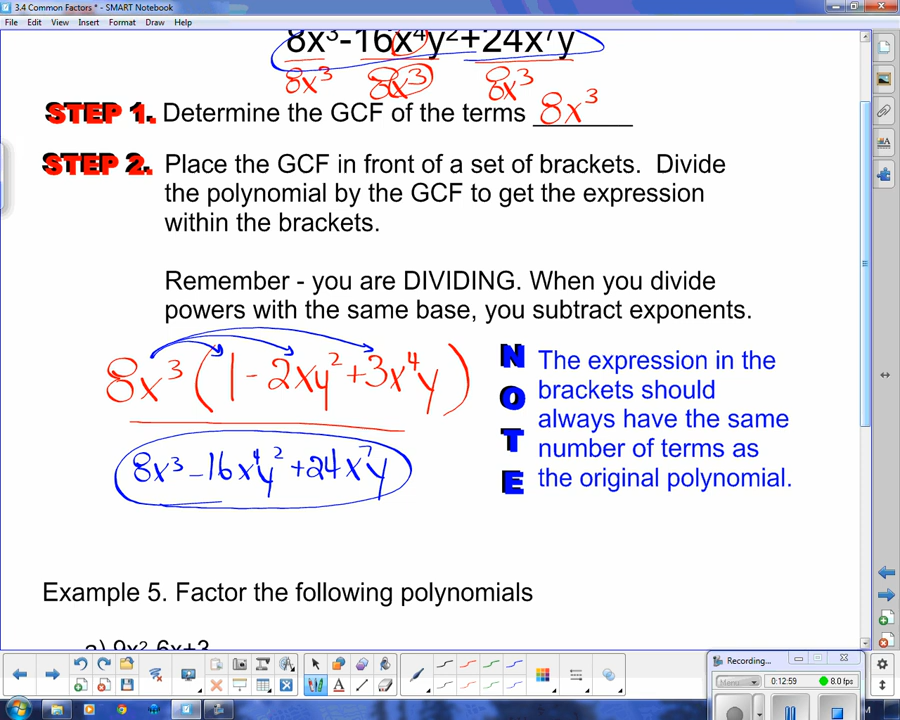 3.4 Common Factors * - SMART Notebook
File Edit View Insert Format Draw Help
8x³-16x⁴y²+24x⁷y
8x³ 8x³ 8x³
STEP 1. Determine the GCF of the terms 8x³
STEP 2. Place the GCF in front of a set of brackets. Divide
the polynomial by the GCF to get the expression
within the brackets.
Remember - you are DIVIDING. When you divide
powers with the same base, you subtract exponents.
8x³(1-2xy²+3x⁴y)
8x³-16x⁴y²+24x⁷y
NOTE
The expression in the
brackets should
always have the same
number of terms as
the original polynomial.
Example 5. Factor the following polynomials
a) 9x²-6x+3
Recording...
Menu
0:12:59
8.0 fps